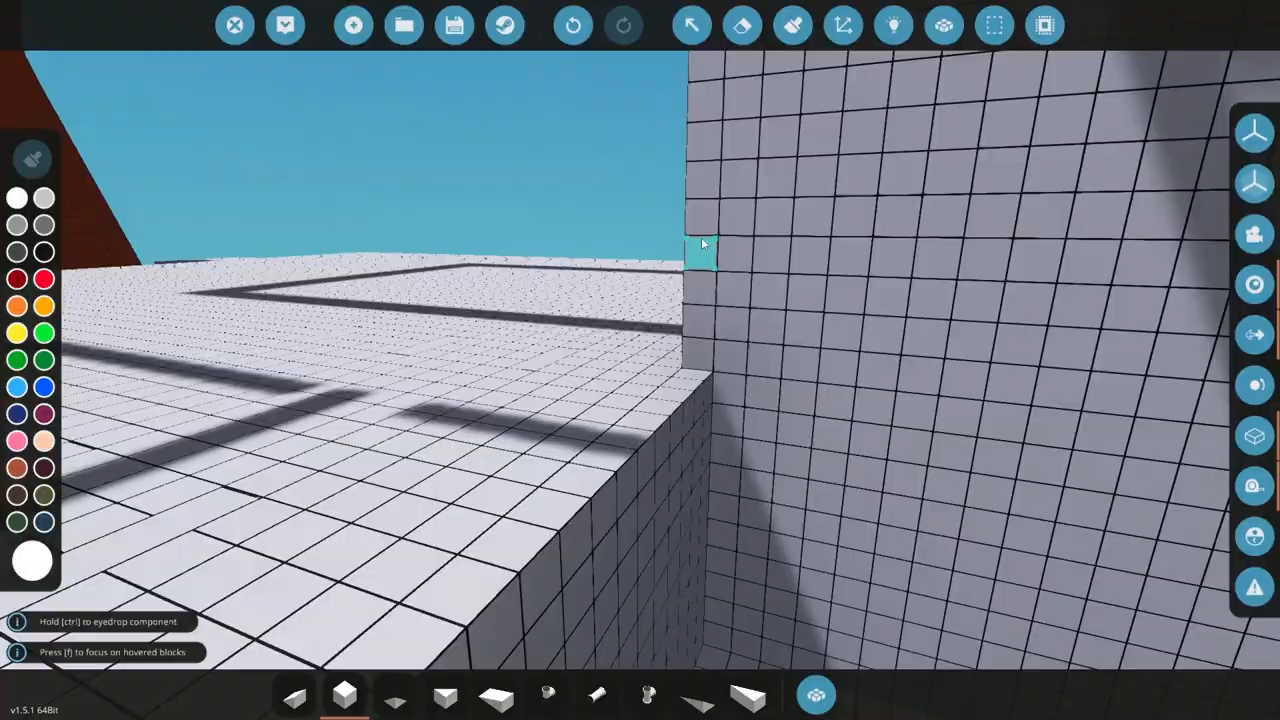 Hold [ctrl] to eyedrop component
Press [f] to focus on hovered blocks
v1.5.1 64Bit